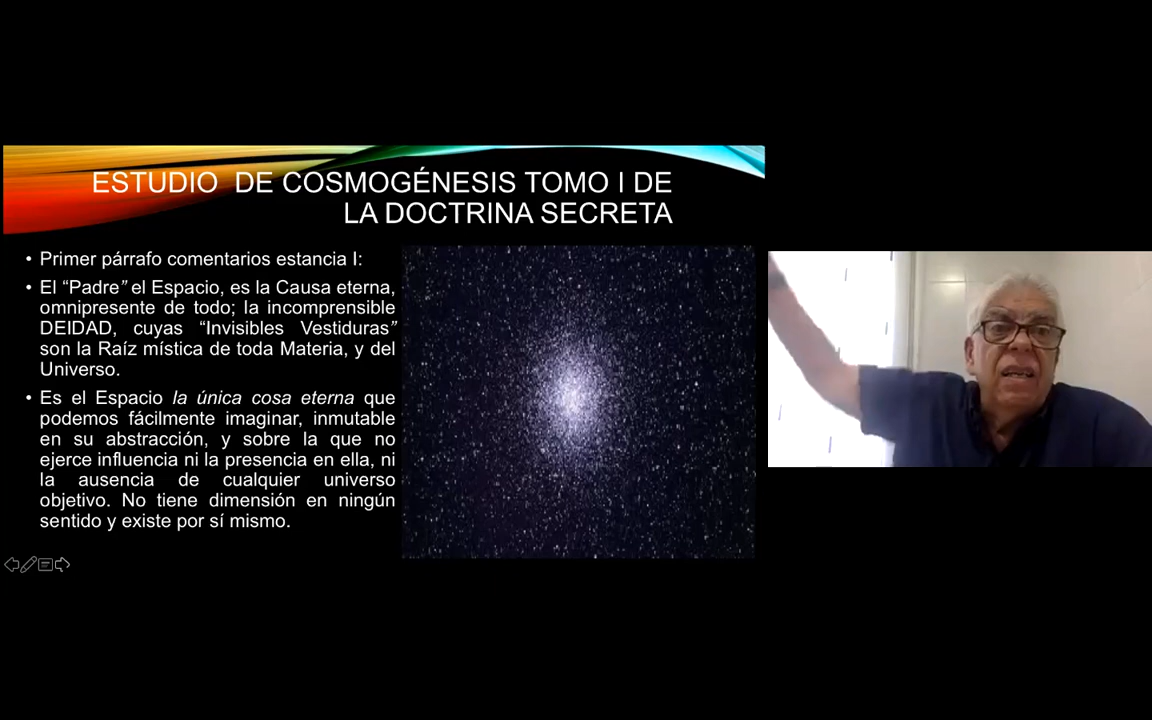 ESTUDIO DE COSMOGÉNESIS TOMO I DE
LA DOCTRINA SECRETA
• Primer párrafo comentarios estancia I:
• El “Padre” el Espacio, es la Causa eterna,
omnipresente de todo; la incomprensible
DEIDAD, cuyas “Invisibles Vestiduras”
son la Raíz mística de toda Materia, y del
Universo.
• Es el Espacio la única cosa eterna que
podemos fácilmente imaginar, inmutable
en su abstracción, y sobre la que no
ejerce influencia ni la presencia en ella, ni
la ausencia de cualquier universo
objetivo. No tiene dimensión en ningún
sentido y existe por sí mismo.